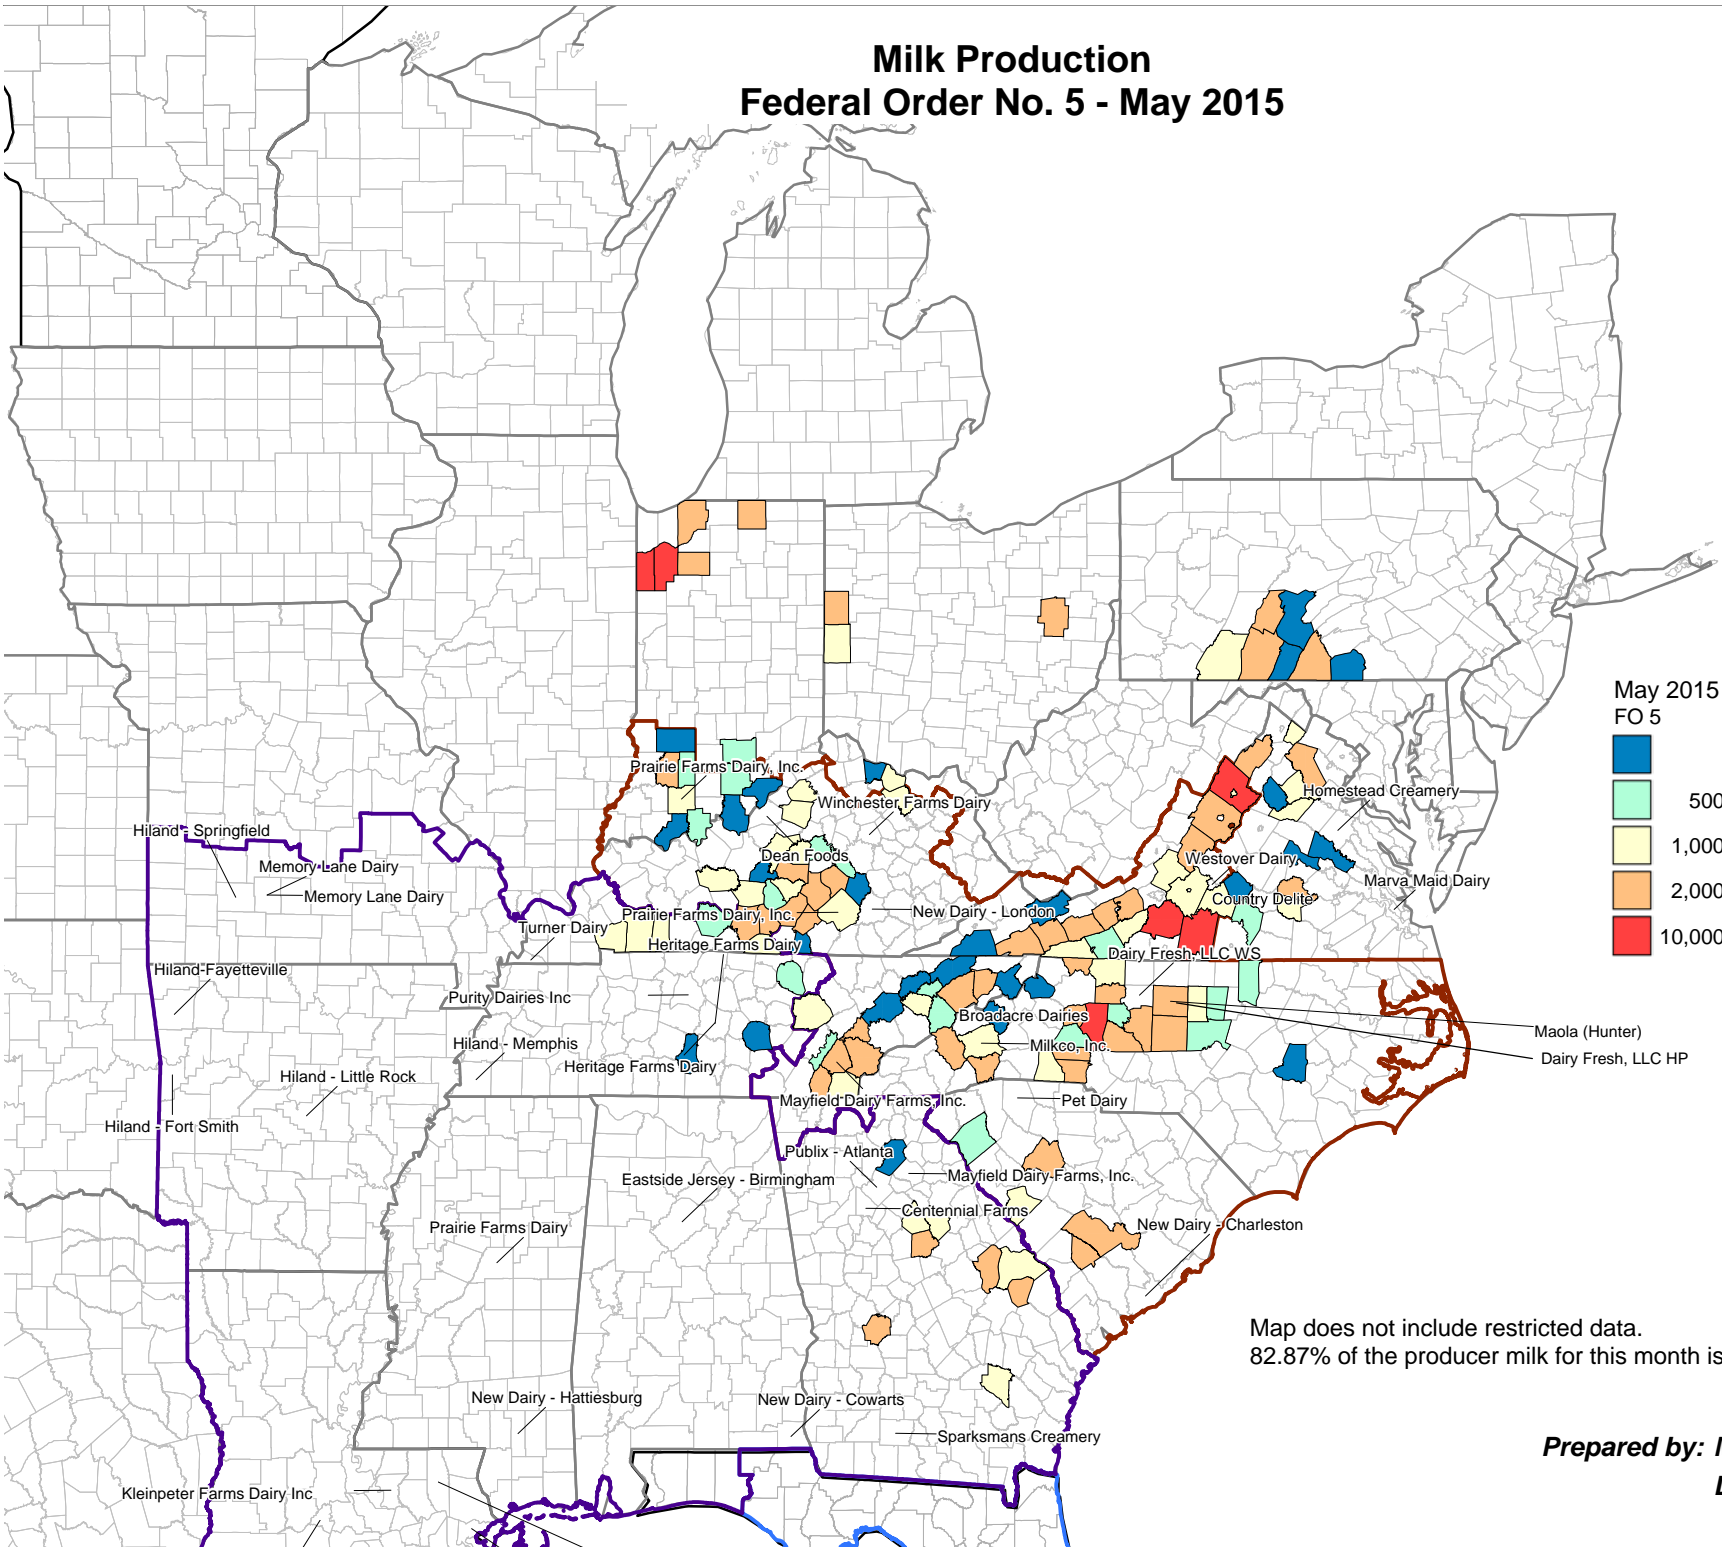 Milk Production
Federal Order No. 5 - May 2015
May 2015
FO 5
500
1,000
2,000
10,000
Prairie Farms Dairy, Inc.
Winchester Farms Dairy
Homestead Creamery
Hiland - Springfield
Memory Lane Dairy
Memory Lane Dairy
Dean Foods
Westover Dairy
Marva Maid Dairy
Country Delite
Prairie Farms Dairy, Inc.
New Dairy - London
Turner Dairy
Heritage Farms Dairy
Dairy Fresh, LLC WS
Hiland-Fayetteville
Purity Dairies Inc
Broadacre Dairies
Maola (Hunter)
Hiland - Memphis
Milkco, Inc.
Dairy Fresh, LLC HP
Heritage Farms Dairy
Hiland - Little Rock
Mayfield Dairy Farms, Inc.
Pet Dairy
Hiland - Fort Smith
Publix - Atlanta
Eastside Jersey - Birmingham
Mayfield Dairy Farms, Inc.
Centennial Farms
Prairie Farms Dairy
New Dairy - Charleston
Map does not include restricted data.
82.87% of the producer milk for this month is
New Dairy - Hattiesburg
New Dairy - Cowarts
Sparksmans Creamery
Prepared by:
Kleinpeter Farms Dairy Inc